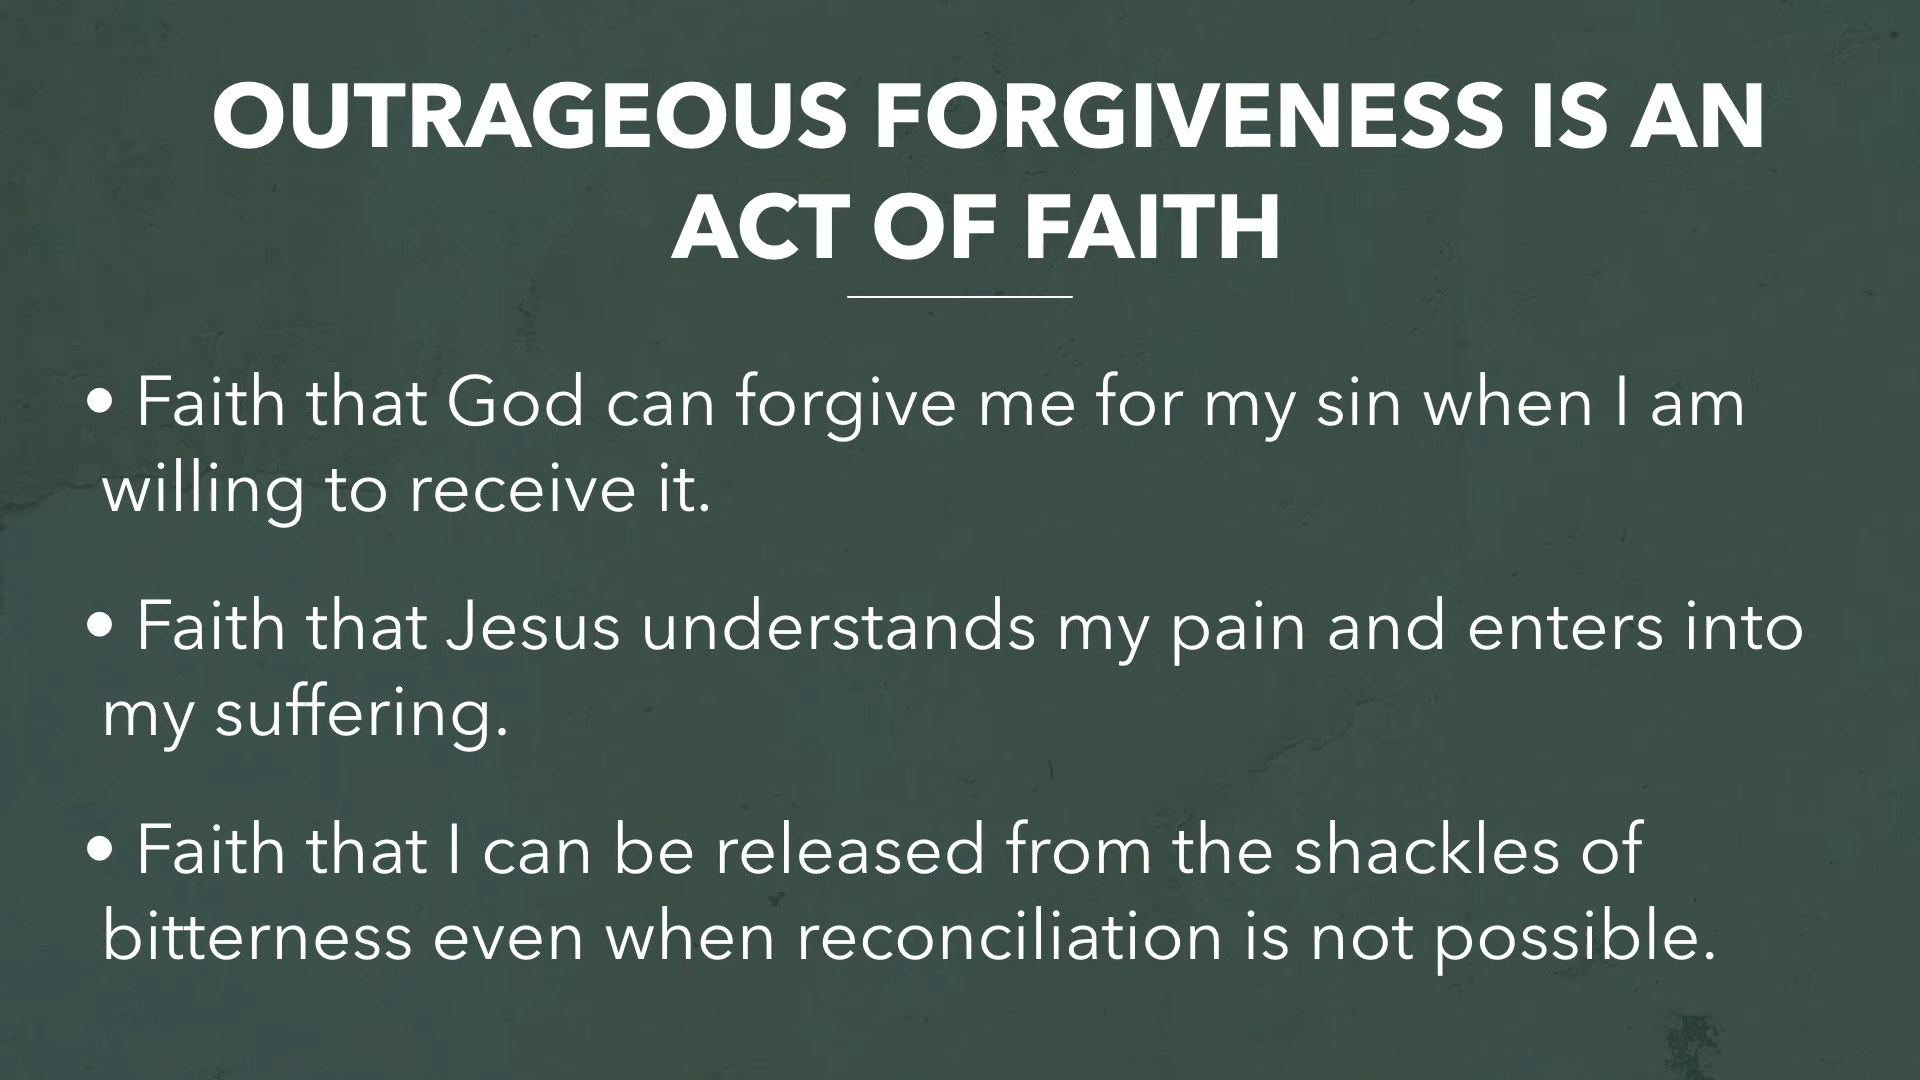 OUTRAGEOUS FORGIVENESS IS AN
ACT OF FAITH
• Faith that God can forgive me for my sin when I am
willing to receive it.
• Faith that Jesus understands my pain and enters into
my suffering.
• Faith that I can be released from the shackles of
bitterness even when reconciliation is not possible.